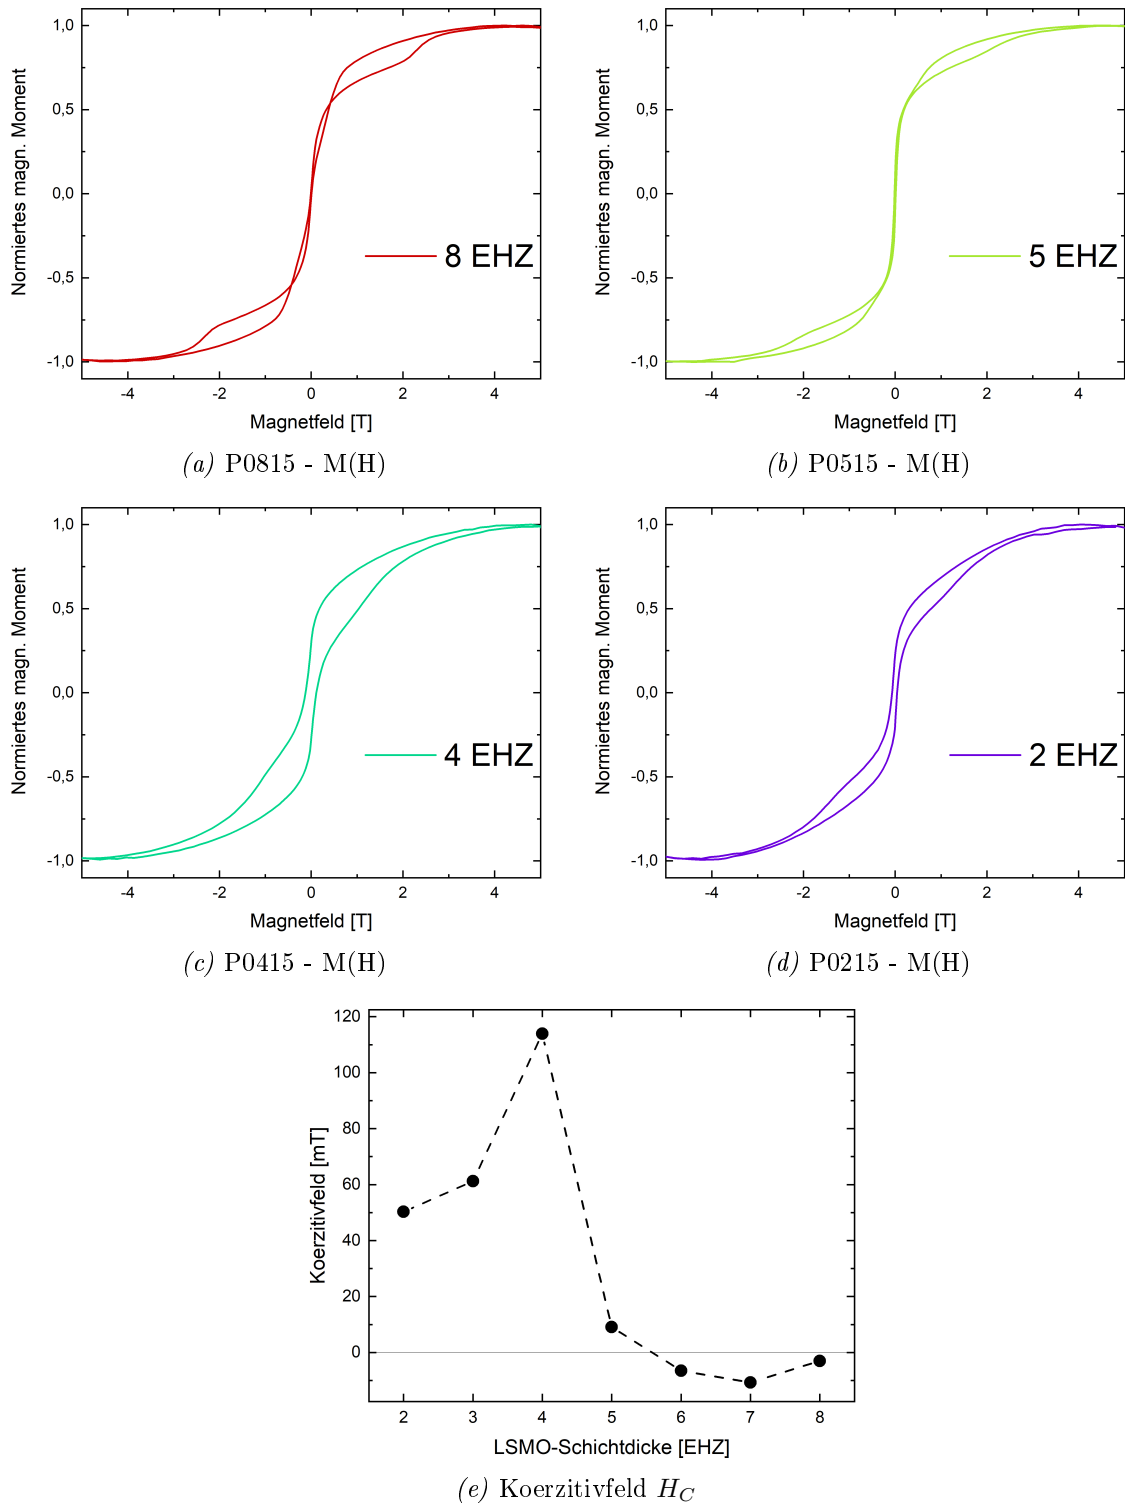 1,0
0,5
0,0
-0,5
-1,0
Normiertes magn. Moment
8 EHZ
-4 -2 0 2 4
Magnetfeld [T]
(a) P0815 - M(H)
1,0
0,5
0,0
-0,5
-1,0
Normiertes magn. Moment
5 EHZ
-4 -2 0 2 4
Magnetfeld [T]
(b) P0515 - M(H)
1,0
0,5
0,0
-0,5
-1,0
Normiertes magn. Moment
4 EHZ
-4 -2 0 2 4
Magnetfeld [T]
(c) P0415 - M(H)
1,0
0,5
0,0
-0,5
-1,0
Normiertes magn. Moment
2 EHZ
-4 -2 0 2 4
Magnetfeld [T]
(d) P0215 - M(H)
120
100
80
60
40
20
0
Koerzitivfeld [mT]
2 3 4 5 6 7 8
LSMO-Schichtdicke [EHZ]
(e) Koerzitivfeld H_C